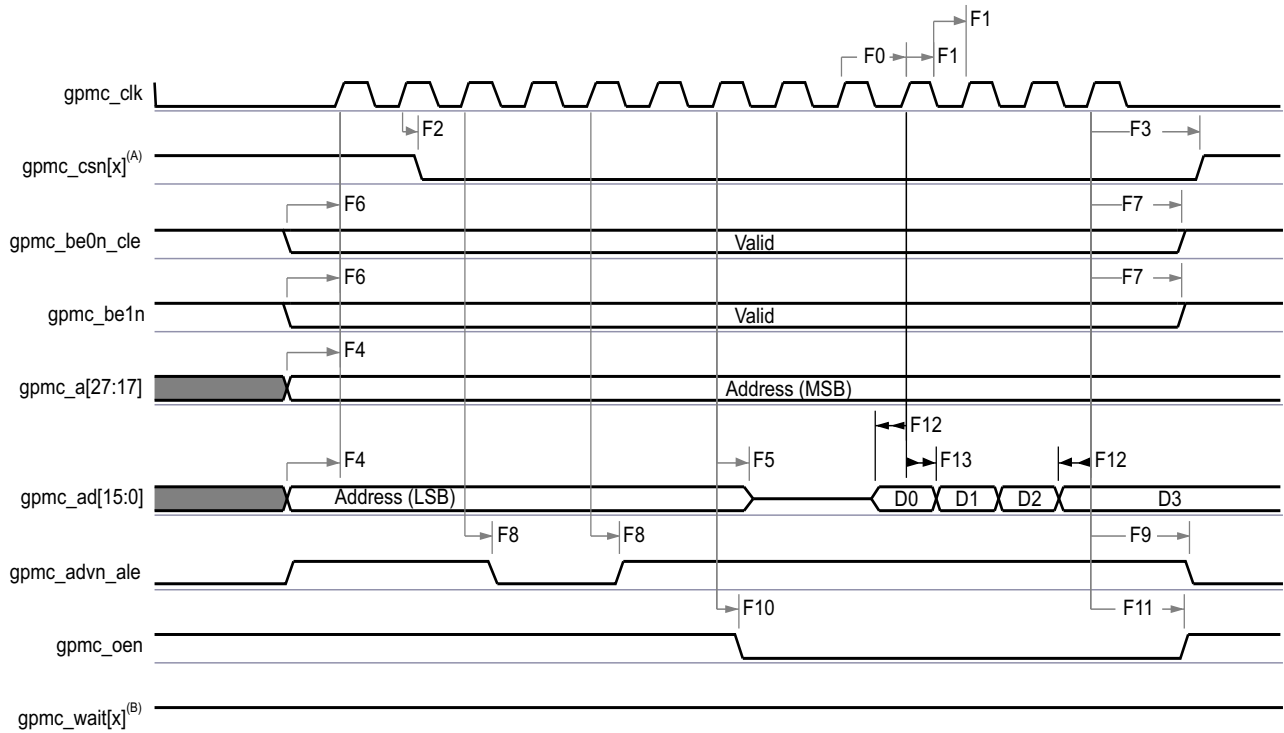 F1
F0 F1
gpmc_clk
F2 F3
gpmc_csn[x](A)
F6 F7
gpmc_be0n_cle Valid
F6 F7
gpmc_be1n Valid
F4
gpmc_a[27:17] Address (MSB)
F12
F4 F5 F13 F12
gpmc_ad[15:0] Address (LSB) D0 D1 D2 D3
F8 F8 F9
gpmc_advn_ale
F10 F11
gpmc_oen
gpmc_wait[x](B)